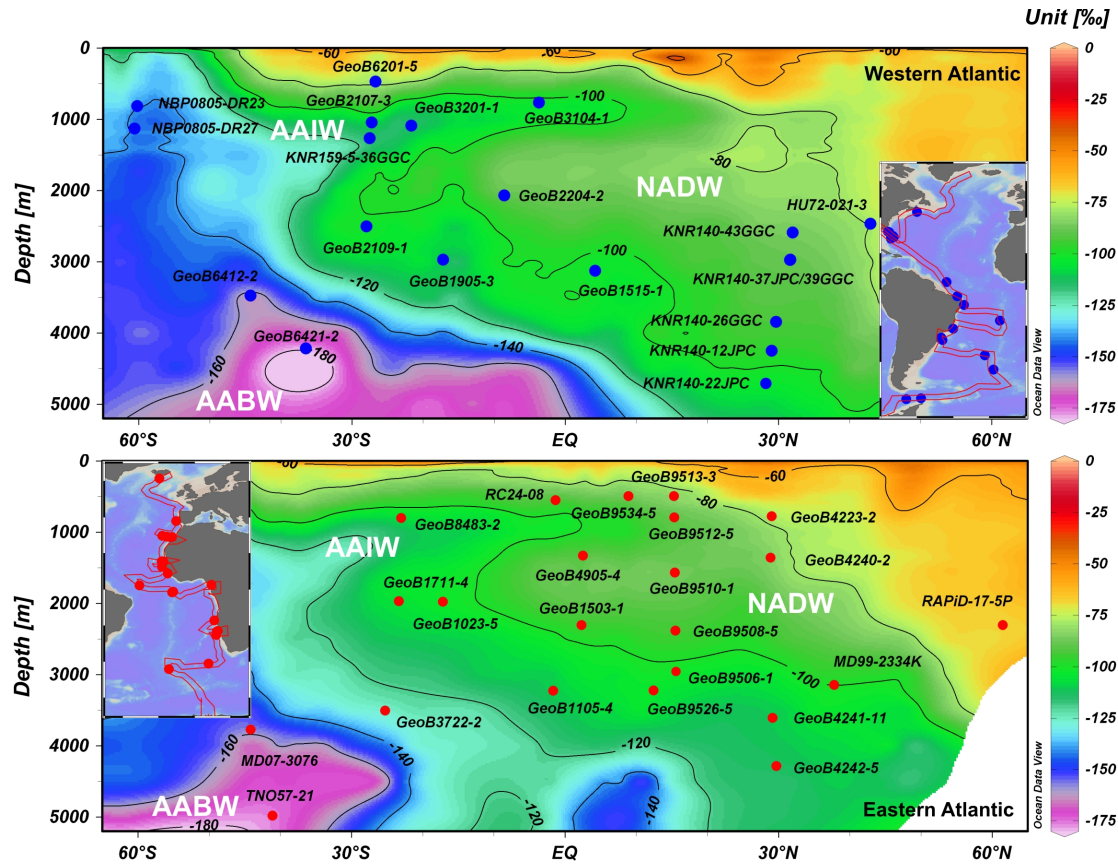 Unit [‰]
Western Atlantic
Depth [m]
0
1000
2000
3000
4000
5000
-60
-60
-60
GeoB6201-5
NBP0805-DR23
GeoB2107-3
GeoB3201-1
-100
GeoB3104-1
NBP0805-DR27
AAIW
KNR159-5-36GGC
-80
NADW
GeoB2204-2
HU72-021-3
KNR140-43GGC
GeoB2109-1
-100
GeoB6412-2
-120
GeoB1905-3
GeoB1515-1
KNR140-37JPC/39GGC
KNR140-26GGC
GeoB6421-2
-140
KNR140-12JPC
-160
180
KNR140-22JPC
AABW
60°S
30°S
EQ
30°N
60°N
Ocean Data View
0
-25
-50
-75
-100
-125
-150
-175
Depth [m]
0
1000
2000
3000
4000
5000
-60
-60
GeoB9513-3
RC24-08
-80
GeoB9534-5
GeoB4223-2
GeoB8483-2
GeoB9512-5
AAIW
GeoB4240-2
GeoB1711-4
GeoB4905-4
GeoB9510-1
NADW
GeoB1503-1
RAPiD-17-5P
GeoB1023-5
GeoB9508-5
MD99-2334K
GeoB9506-1
-100
GeoB1105-4
GeoB9526-5
GeoB3722-2
GeoB4241-11
-160
-120
-140
MD07-3076
GeoB4242-5
TNO57-21
-120
-140
AABW
-180
Eastern Atlantic
60°S
30°S
EQ
30°N
60°N
Ocean Data View
0
-25
-50
-75
-100
-125
-150
-175